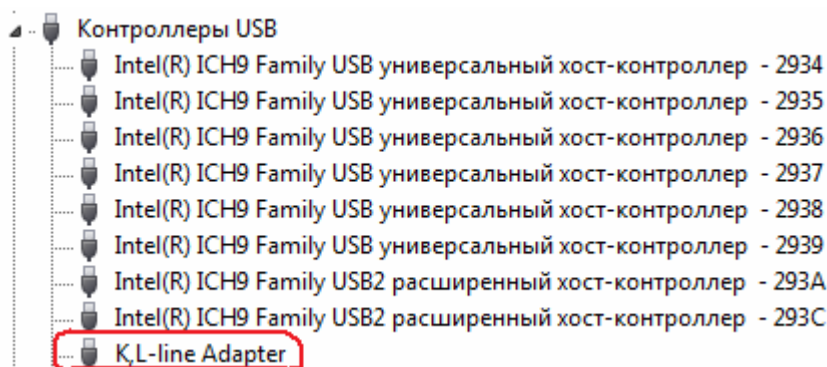 Контроллеры USB
Intel(R) ICH9 Family USB универсальный хост-контроллер - 2934
Intel(R) ICH9 Family USB универсальный хост-контроллер - 2935
Intel(R) ICH9 Family USB универсальный хост-контроллер - 2936
Intel(R) ICH9 Family USB универсальный хост-контроллер - 2937
Intel(R) ICH9 Family USB универсальный хост-контроллер - 2938
Intel(R) ICH9 Family USB универсальный хост-контроллер - 2939
Intel(R) ICH9 Family USB2 расширенный хост-контроллер - 293A
Intel(R) ICH9 Family USB2 расширенный хост-контроллер - 293C
K,L-line Adapter